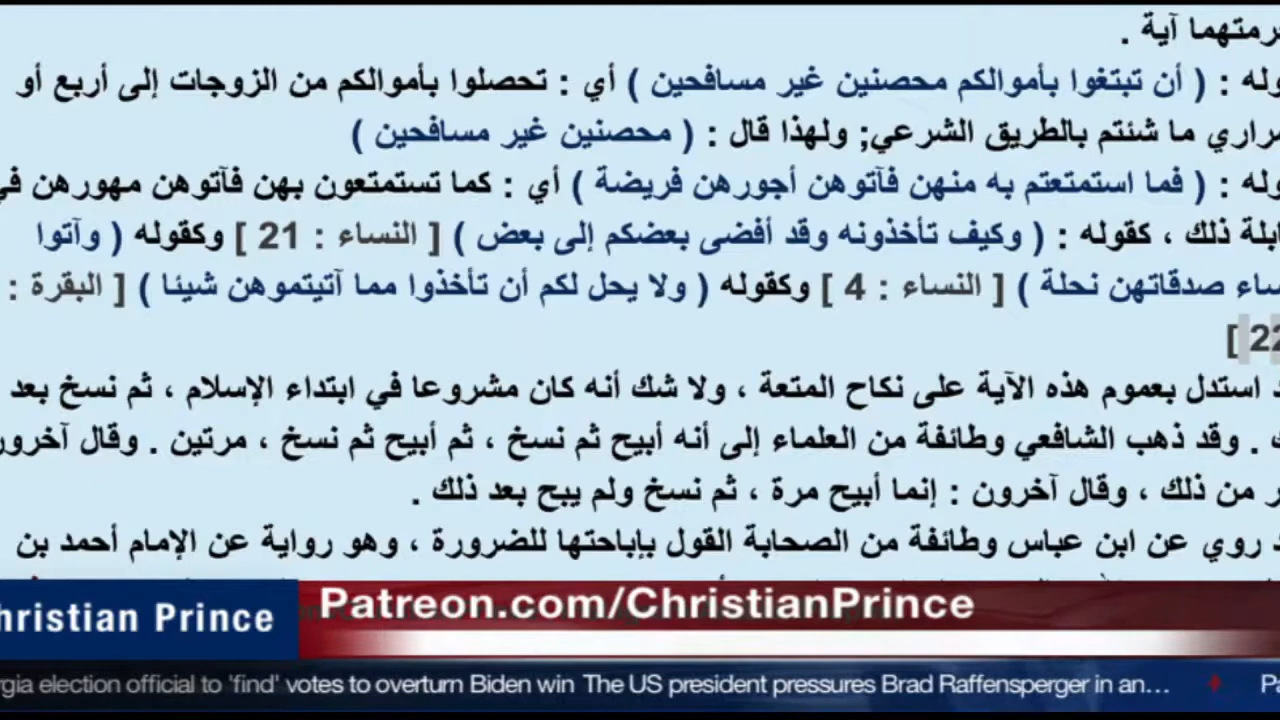 آية .
: ( أن تبتغوا بأموالكم محصنين غير مسافحين ) أي : تحصلوا بأموالكم من الزوجات إلى أربع أو
ما شئتم بالطريق الشرعي; ولهذا قال : ( محصنين غير مسافحين )
: ( فما استمتعتم به منهن فآتوهن أجورهن فريضة ) أي : كما تستمتعون بهن فآتوهن مهورهن في
ذلك ، كقوله : ( وكيف تأخذونه وقد أفضى بعضكم إلى بعض ) [ النساء : 21 ] وكقوله ( وآتوا
صدقاتهن نحلة ) [ النساء : 4 ] وكقوله ( ولا يحل لكم أن تأخذوا مما آتيتموهن شيئا ) [ البقرة :
22 ]
استدل بعموم هذه الآية على نكاح المتعة ، ولا شك أنه كان مشروعا في ابتداء الإسلام ، ثم نسخ بعد
. وقد ذهب الشافعي وطائفة من العلماء إلى أنه أبيح ثم نسخ ، ثم أبيح ثم نسخ ، مرتين . وقال آخرون
من ذلك ، وقال آخرون : إنما أبيح مرة ، ثم نسخ ولم يبح بعد ذلك .
روي عن ابن عباس وطائفة من الصحابة القول بإباحتها للضرورة ، وهو رواية عن الإمام أحمد بن
hristian Prince
Patreon.com/ChristianPrince
rgia election official to 'find' votes to overturn Biden win The US president pressures Brad Raffensperger in an... Pa